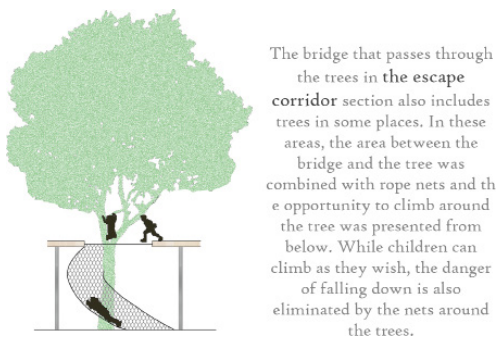 The bridge that passes through
the trees in the escape
corridor section also includes
trees in some places. In these
areas, the area between the
bridge and the tree was
combined with rope nets and th
e opportunity to climb around
the tree was presented from
below. While children can
climb as they wish, the danger
of falling down is also
eliminated by the nets around
the trees.